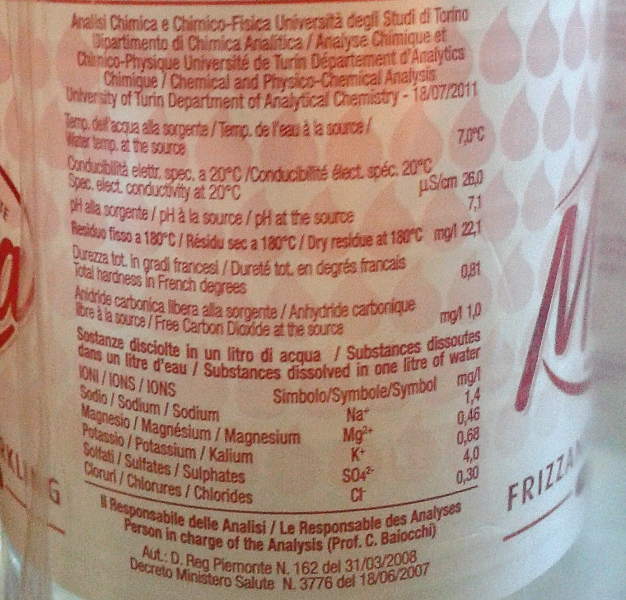 Analisi Chimica e Chimico-Fisica Università degli Studi di Torino
Dipartimento di Chimica Analitica / Analyse Chimique et
Chimico-Physique Université de Turin Département d'Analytics
Chimique / Chemical and Physico-Chemical Analysis
University of Turin Department of Analytical Chemistry - 18/07/2011
Temp. dell'acqua alla sorgente / Temp. de l'eau à la source /
Water temp. at the source 7,0°C
Conducibilità elettr. spec. a 20°C /Conducibilité élect. spéc. 20°C
Spec. elect. conductivity at 20°C µS/cm 26,0
pH alla sorgente / pH à la source / pH at the source 7,1
Residuo fisso a 180°C / Résidu sec a 180°C / Dry residue at 180°C mg/l 22,1
Durezza tot. in gradi francesi / Dureté tot. en degrés francais
Total hardness in French degrees 0,81
Anidride carbonica libera alla sorgente / Anhydride carbonique
libre à la source / Free Carbon Dioxide at the source mg/l 1,0
Sostanze disciolte in un litro di acqua / Substances dissoutes
dans un litre d'eau / Substances dissolved in one litre of water
IONI / IONS / IONS Simbolo/Symbole/Symbol mg/l
Sodio / Sodium / Sodium Na+ 1,4
Magnesio / Magnésium / Magnesium Mg2+ 0,46
Potassio / Potassium / Kalium K+ 0,68
Solfati / Sulfates / Sulphates SO42- 4,0
Cloruri / Chlorures / Chlorides Cl- 0,30
Il Responsabile delle Analisi / Le Responsable des Analyses
Person in charge of the Analysis (Prof. C. Baiocchi)
Aut.: D. Reg Piemonte N. 162 del 31/03/2008
Decreto Ministero Salute N. 3776 del 18/06/2007